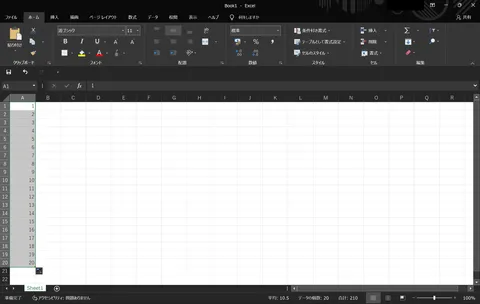 Book1 - Excel
ファイル ホーム 挿入 ページ レイアウト 数式 データ 校閲 表示 ヘルプ 何をしますか
貼り付け 游ゴシック 11 標準 条件付き書式 挿入
B I U A % テーブルとして書式設定 削除
セルのスタイル 書式
クリップボード フォント 配置 数値 スタイル セル 編集
A1 fx 1
A B C D E F G H I J K L M N O P Q R
1 1
2 2
3 3
4 4
5 5
6 6
7 7
8 8
9 9
10 10
11 11
12 12
13 13
14 14
15 15
16 16
17 17
18 18
19 19
20 20
21
22
Sheet1
準備完了 アクセシビリティ: 問題ありません 平均: 10.5 データの個数: 20 合計: 210 100%